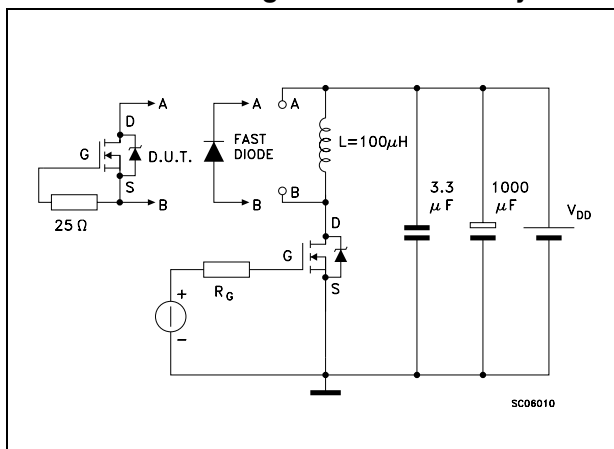 A
A
A
D
G
D.U.T.
FAST
DIODE
L=100μH
S
B
B
B
25 Ω
D
G
S
R_G
+
-
3.3
μF
1000
μF
V_DD
SC06010